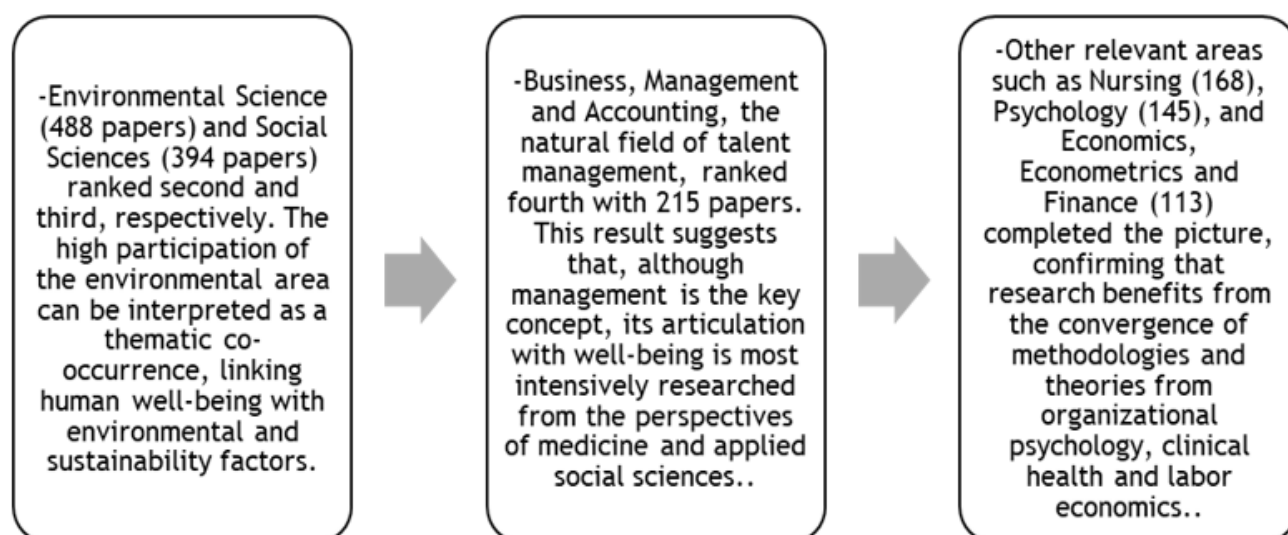 -Environmental Science
(488 papers) and Social
Sciences (394 papers)
ranked second and
third, respectively. The
high participation of
the environmental area
can be interpreted as a
thematic co-
occurrence, linking
human well-being with
environmental and
sustainability factors.
-Business, Management
and Accounting, the
natural field of talent
management, ranked
fourth with 215 papers.
This result suggests
that, although
management is the key
concept, its articulation
with well-being is most
intensively researched
from the perspectives
of medicine and applied
social sciences..
-Other relevant areas
such as Nursing (168),
Psychology (145), and
Economics,
Econometrics and
Finance (113)
completed the picture,
confirming that
research benefits from
the convergence of
methodologies and
theories from
organizational
psychology, clinical
health and labor
economics..